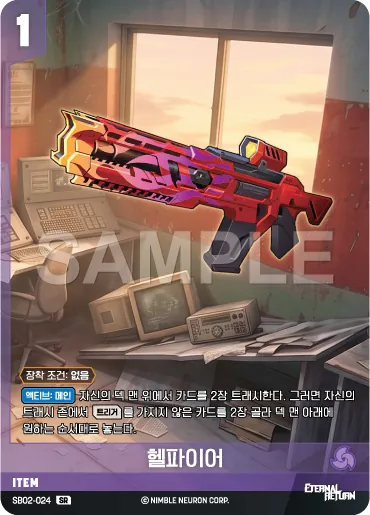 1
SAMPLE
장착 조건: 없음
액티브: 메인 자신의 덱 맨 위에서 카드를 2장 트래시한다. 그러면 자신의
트래시 존에서 트리거 를 가지지 않은 카드를 2장 골라 덱 맨 아래에
원하는 순서대로 놓는다.
헬파이어
ITEM
SB02-024 SR
© NIMBLE NEURON CORP.
ETERNAL RETURN